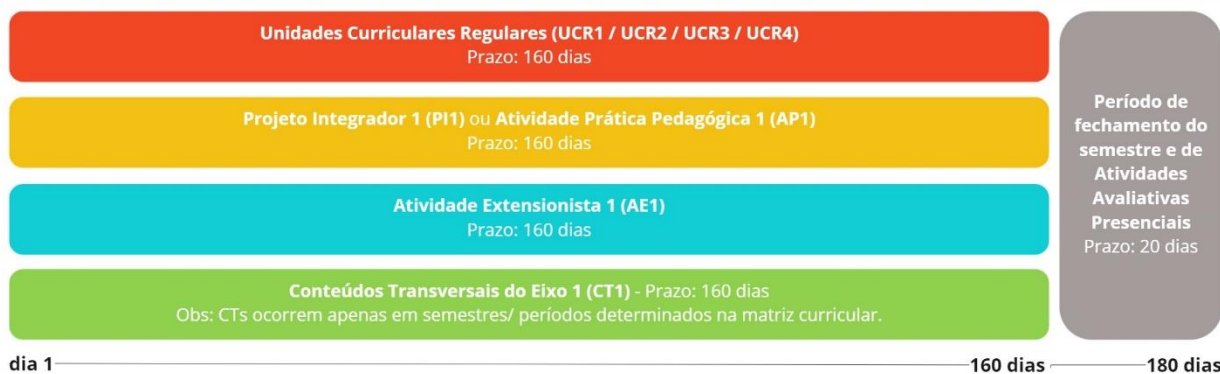 Unidades Curriculares Regulares (UCR1 / UCR2 / UCR3 / UCR4)
Prazo: 160 dias
Projeto Integrador 1 (PI1) ou Atividade Prática Pedagógica 1 (AP1)
Prazo: 160 dias
Atividade Extensionista 1 (AE1)
Prazo: 160 dias
Conteúdos Transversais do Eixo 1 (CT1) - Prazo: 160 dias
Obs: CTs ocorrem apenas em semestres/ períodos determinados na matriz curricular.
Período de
fechamento do
semestre e de
Atividades
Avaliativas
Presenciais
Prazo: 20 dias
dia 1
160 dias
180 dias